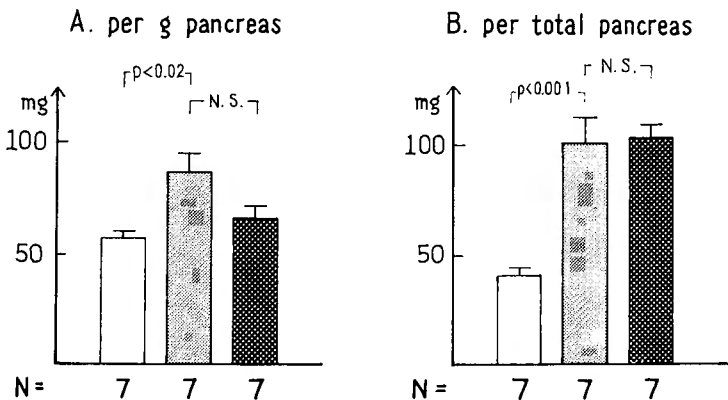 A. per g pancreas
p<0.02
N.S.
mg
100
50
N = 7 7 7
B. per total pancreas
N.S.
p<0.001
mg
100
50
N = 7 7 7